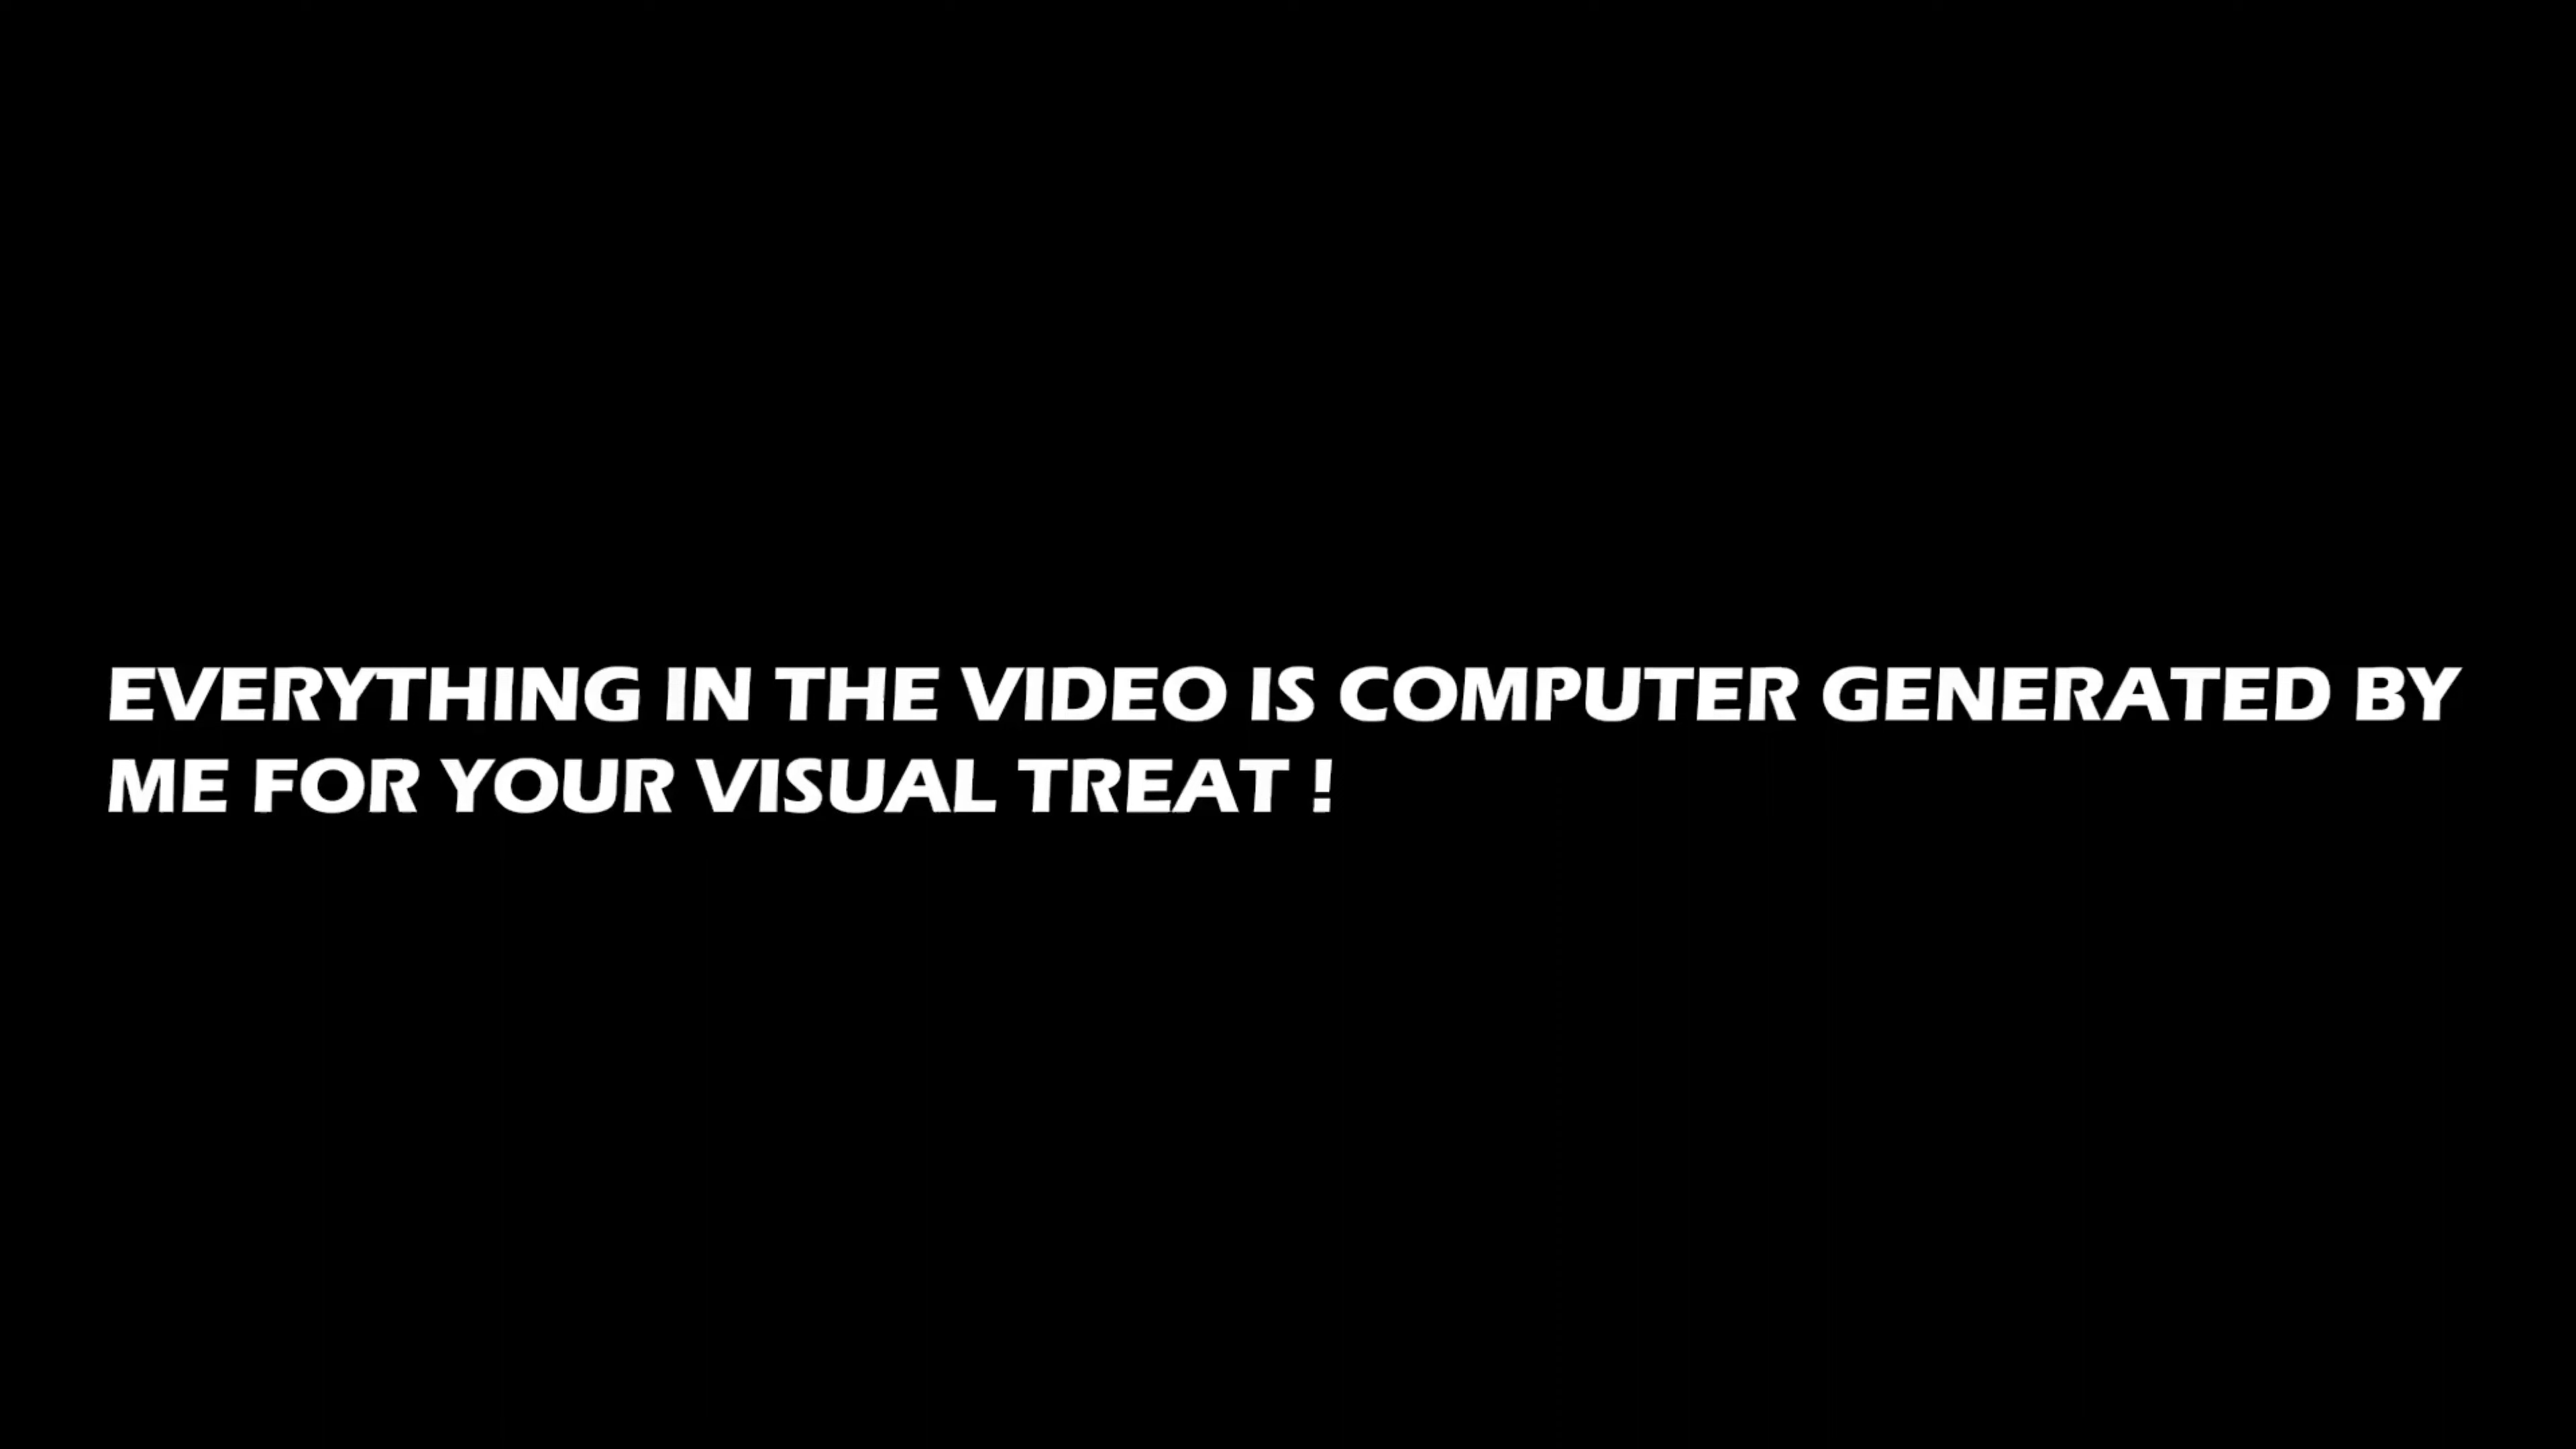 EVERYTHING IN THE VIDEO IS COMPUTER GENERATED BY
ME FOR YOUR VISUAL TREAT !